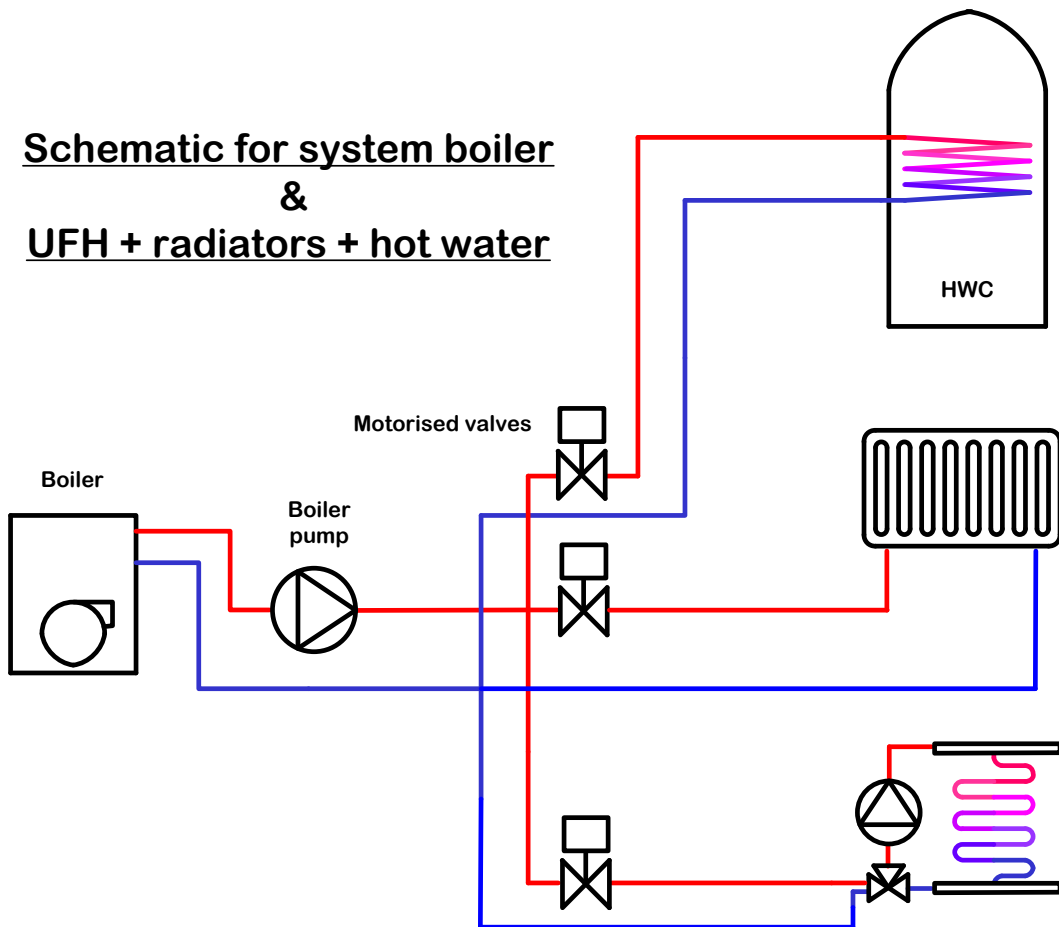 Schematic for system boiler
&
UFH + radiators + hot water
HWC
Motorised valves
Boiler
Boiler
pump